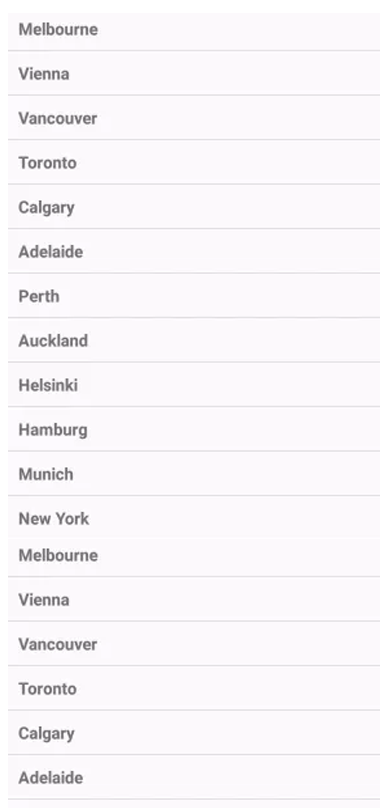 Melbourne
Vienna
Vancouver
Toronto
Calgary
Adelaide
Perth
Auckland
Helsinki
Hamburg
Munich
New York
Melbourne
Vienna
Vancouver
Toronto
Calgary
Adelaide